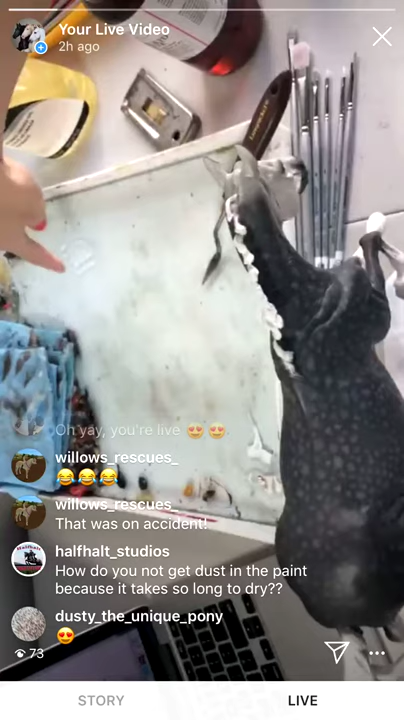 Your Live Video
2h ago
Oh yay, you're live 😍 😍
willows_rescues_
😂😂😂
willows_rescues_
That was on accident!
halfhalt_studios
How do you not get dust in the paint
because it takes so long to dry??
dusty_the_unique_pony
😍
73
STORY
LIVE